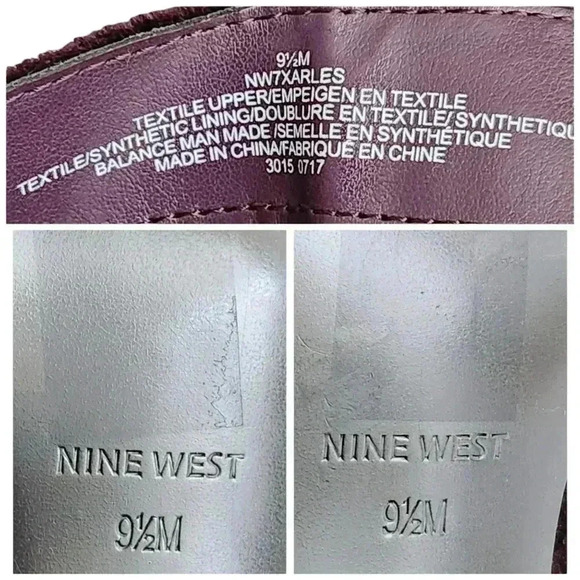 9½M
NW7XARLES
TEXTILE UPPER/EMPEIGEN EN TEXTILE
TEXTILE/SYNTHETIC LINING/DOUBLURE EN TEXTILE/SYNTHETIQU
BALANCE MAN MADE/SEMELLE EN SYNTHÉTIQUE
MADE IN CHINA/FABRIQUÉ EN CHINE
3015 0717
NINE WEST
9½M
NINE WEST
9½M